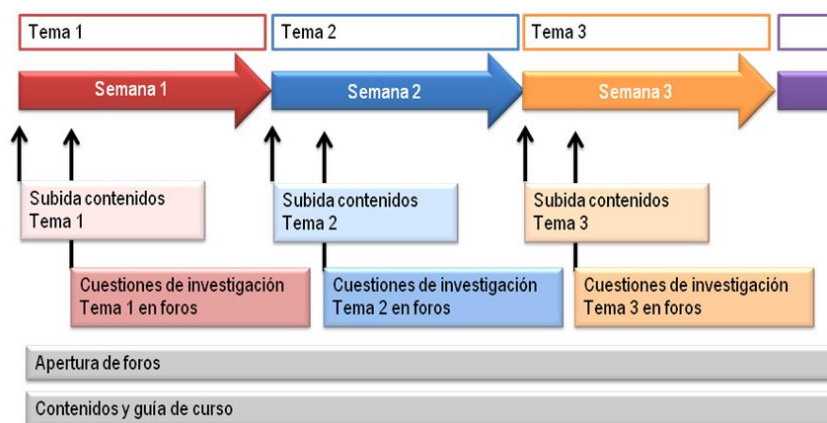 Tema 1
Tema 2
Tema 3
Semana 1
Semana 2
Semana 3
Subida contenidos
Tema 1
Subida contenidos
Tema 2
Subida contenidos
Tema 3
Cuestiones de investigación
Tema 1 en foros
Cuestiones de investigación
Tema 2 en foros
Cuestiones de investigación
Tema 3 en foros
Apertura de foros
Contenidos y guía de curso